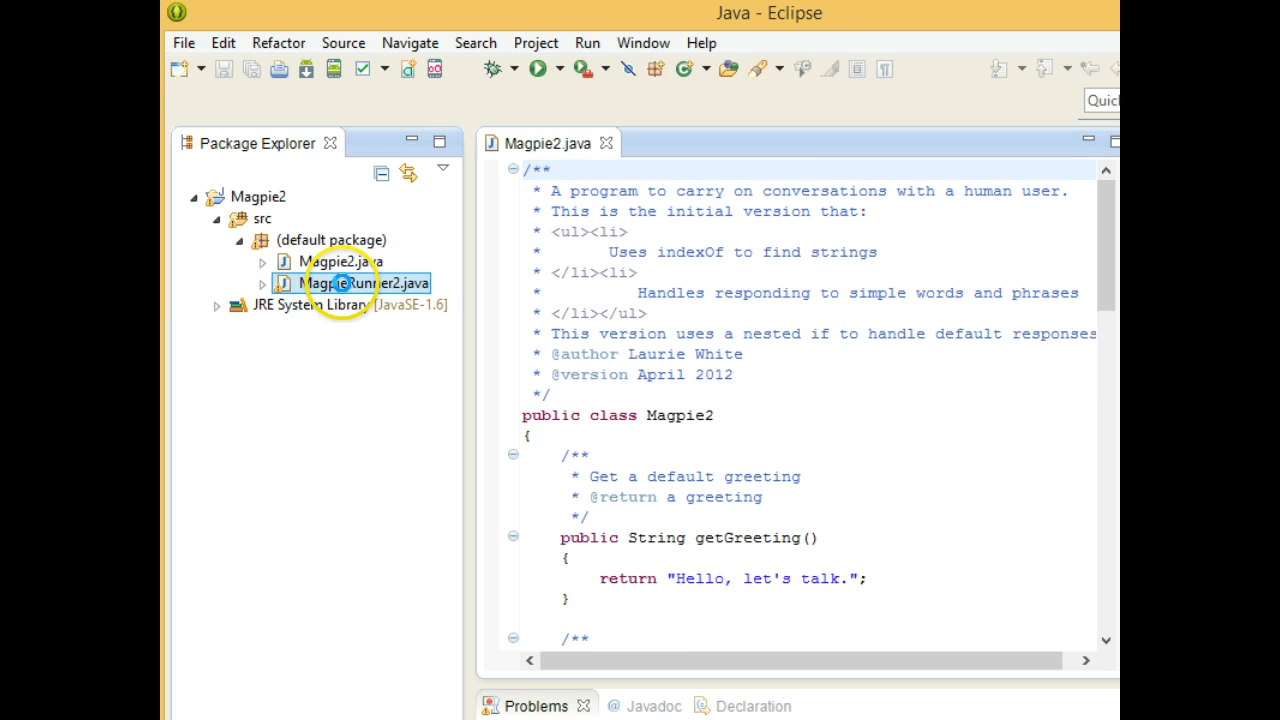 Java - Eclipse
File Edit Refactor Source Navigate Search Project Run Window Help
Quic
Package Explorer
Magpie2
src
(default package)
Magpie2.java
MagpieRunner2.java
JRE System Library [JavaSE-1.6]
Magpie2.java
/**
* A program to carry on conversations with a human user.
* This is the initial version that:
* <ul><li>
* Uses indexOf to find strings
* </li><li>
* Handles responding to simple words and phrases
* </li></ul>
* This version uses a nested if to handle default responses
* @author Laurie White
* @version April 2012
*/
public class Magpie2
{
/**
* Get a default greeting
* @return a greeting
*/
public String getGreeting()
{
return "Hello, let's talk.";
}
/**
Problems @ Javadoc Declaration